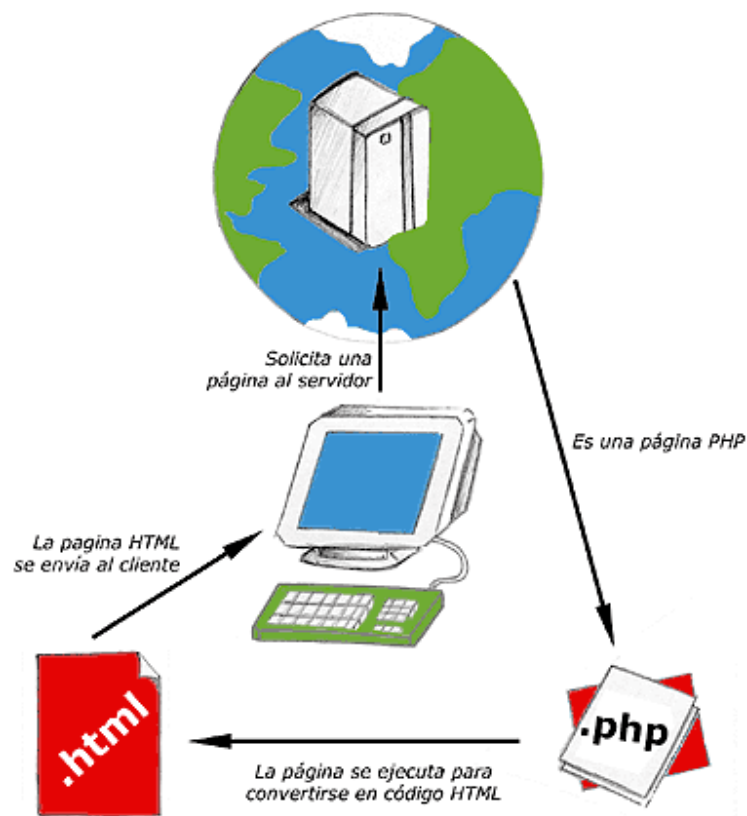 Solicita una
página al servidor
Es una página PHP
La pagina HTML
se envía al cliente
.html
.php
La página se ejecuta para
convertirse en código HTML